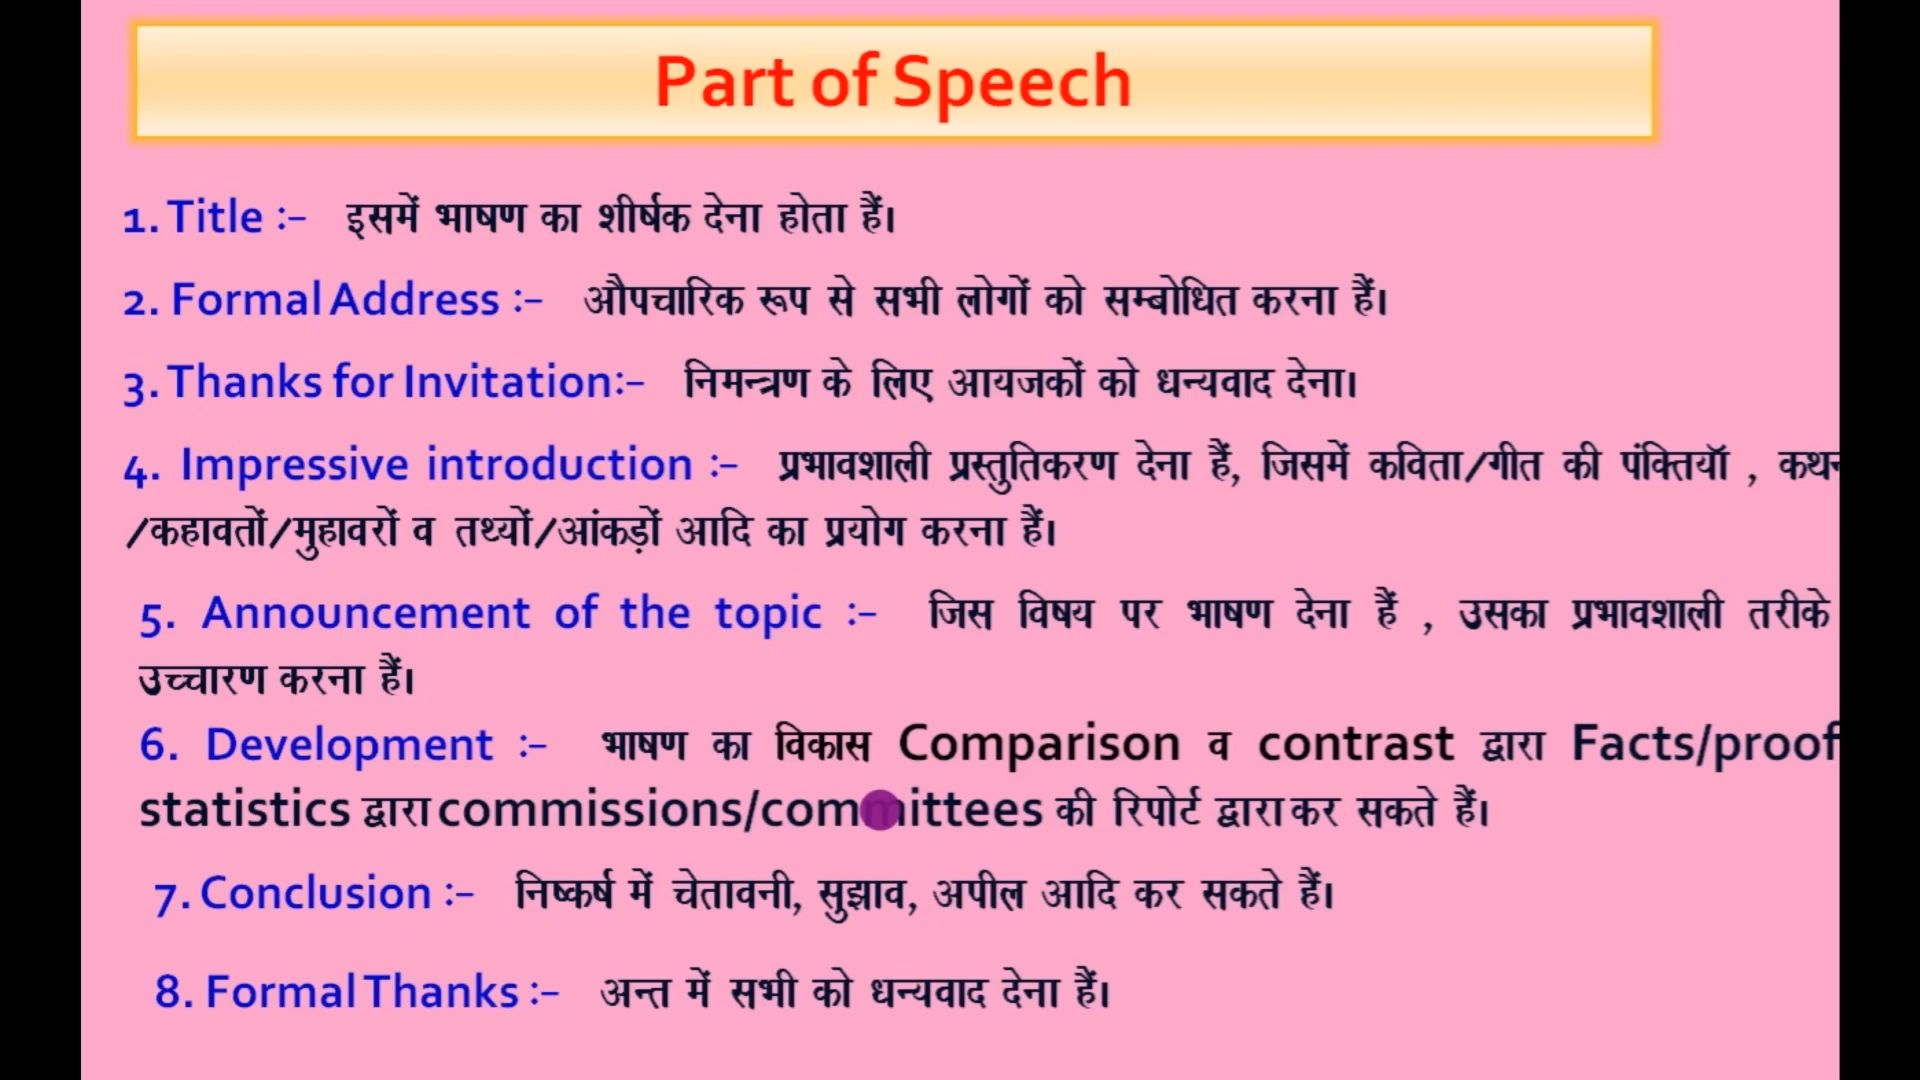 Part of Speech
1. Title :- इसमें भाषण का शीर्षक देना होता हैं।
2. Formal Address :- औपचारिक रूप से सभी लोगों को सम्बोधित करना हैं।
3. Thanks for Invitation:- निमन्त्रण के लिए आयजकों को धन्यवाद देना।
4. Impressive introduction :- प्रभावशाली प्रस्तुतिकरण देना हैं, जिसमें कविता/गीत की पंक्तियॉ ,
/कहावतों/मुहावरों व तथ्यों/आंकड़ों आदि का प्रयोग करना हैं।
5. Announcement of the topic :- जिस विषय पर भाषण देना हैं , उसका प्रभावशाली तरीके
उच्चारण करना हैं।
6. Development :- भाषण का विकास Comparison व contrast द्वारा Facts/proof
statistics द्वारा commissions/committees की रिपोर्ट द्वारा कर सकते हैं।
7. Conclusion :- निष्कर्ष में चेतावनी, सुझाव, अपील आदि कर सकते हैं।
8. Formal Thanks :- अन्त में सभी को धन्यवाद देना हैं।